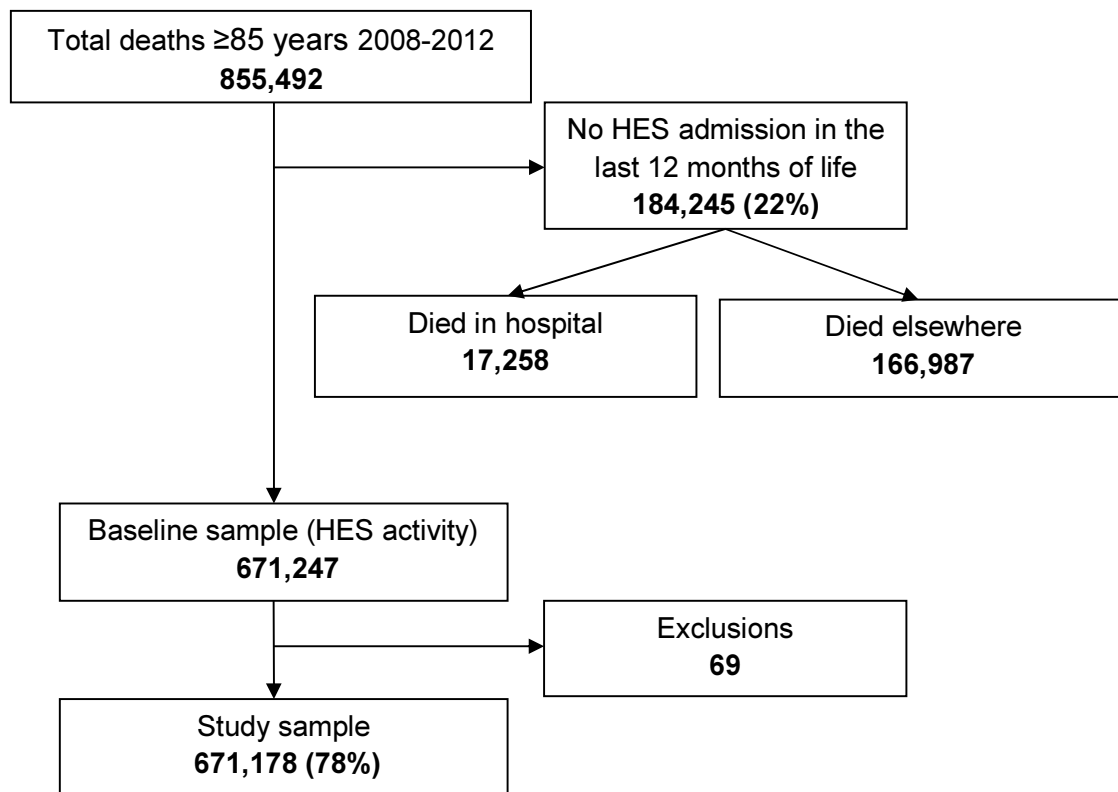 Total deaths ≥85 years 2008-2012
855,492
No HES admission in the
last 12 months of life
184,245 (22%)
Died in hospital
17,258
Died elsewhere
166,987
Baseline sample (HES activity)
671,247
Exclusions
69
Study sample
671,178 (78%)